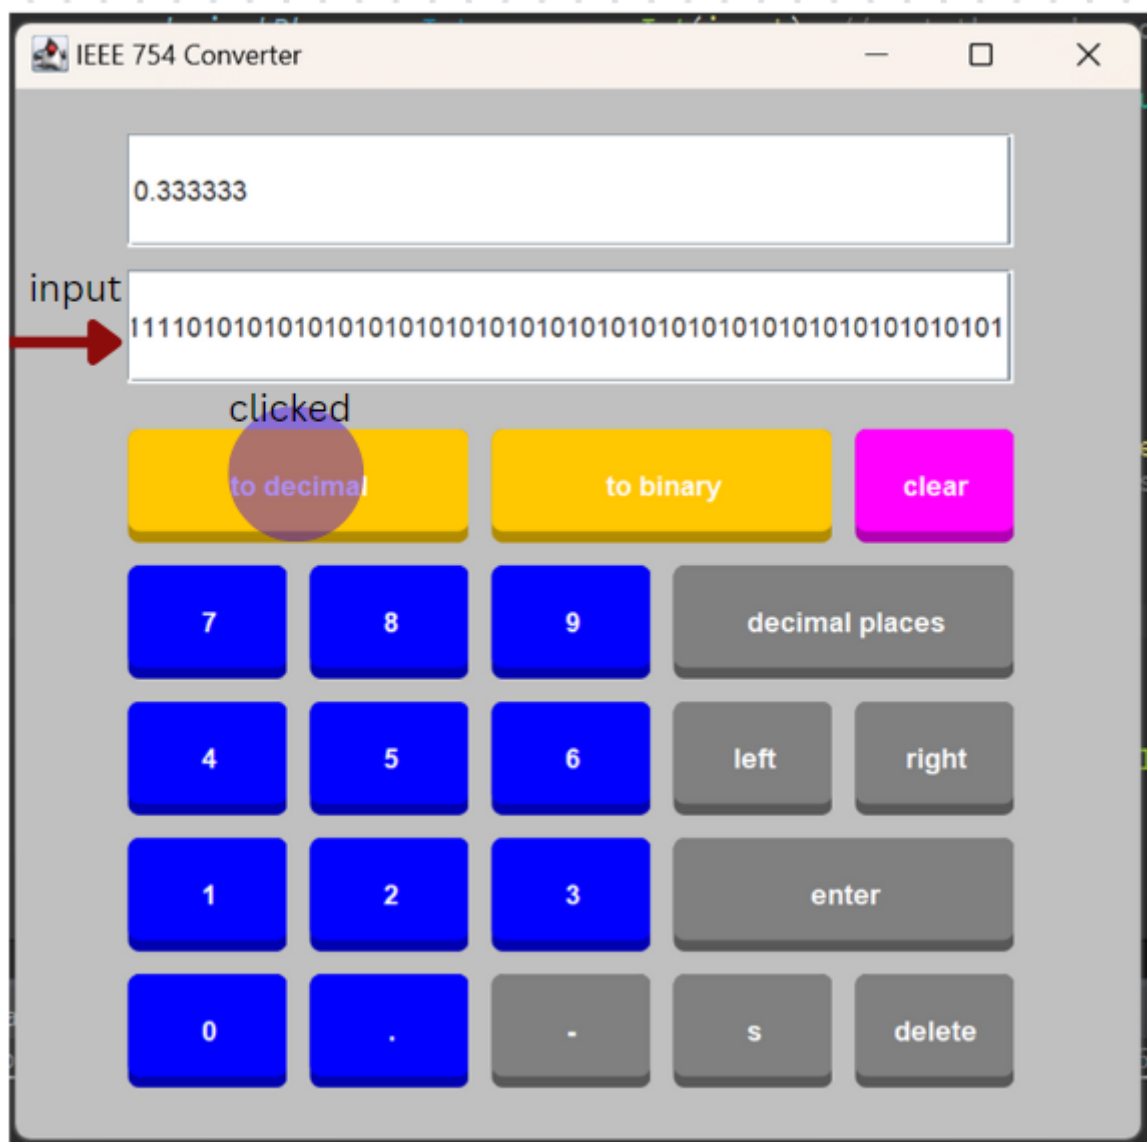 IEEE 754 Converter
0.333333
input
1111010101010101010101010101010101010101010101010101010101
clicked
to decimal
to binary
clear
7
8
9
decimal places
4
5
6
left
right
1
2
3
enter
0
.
-
s
delete